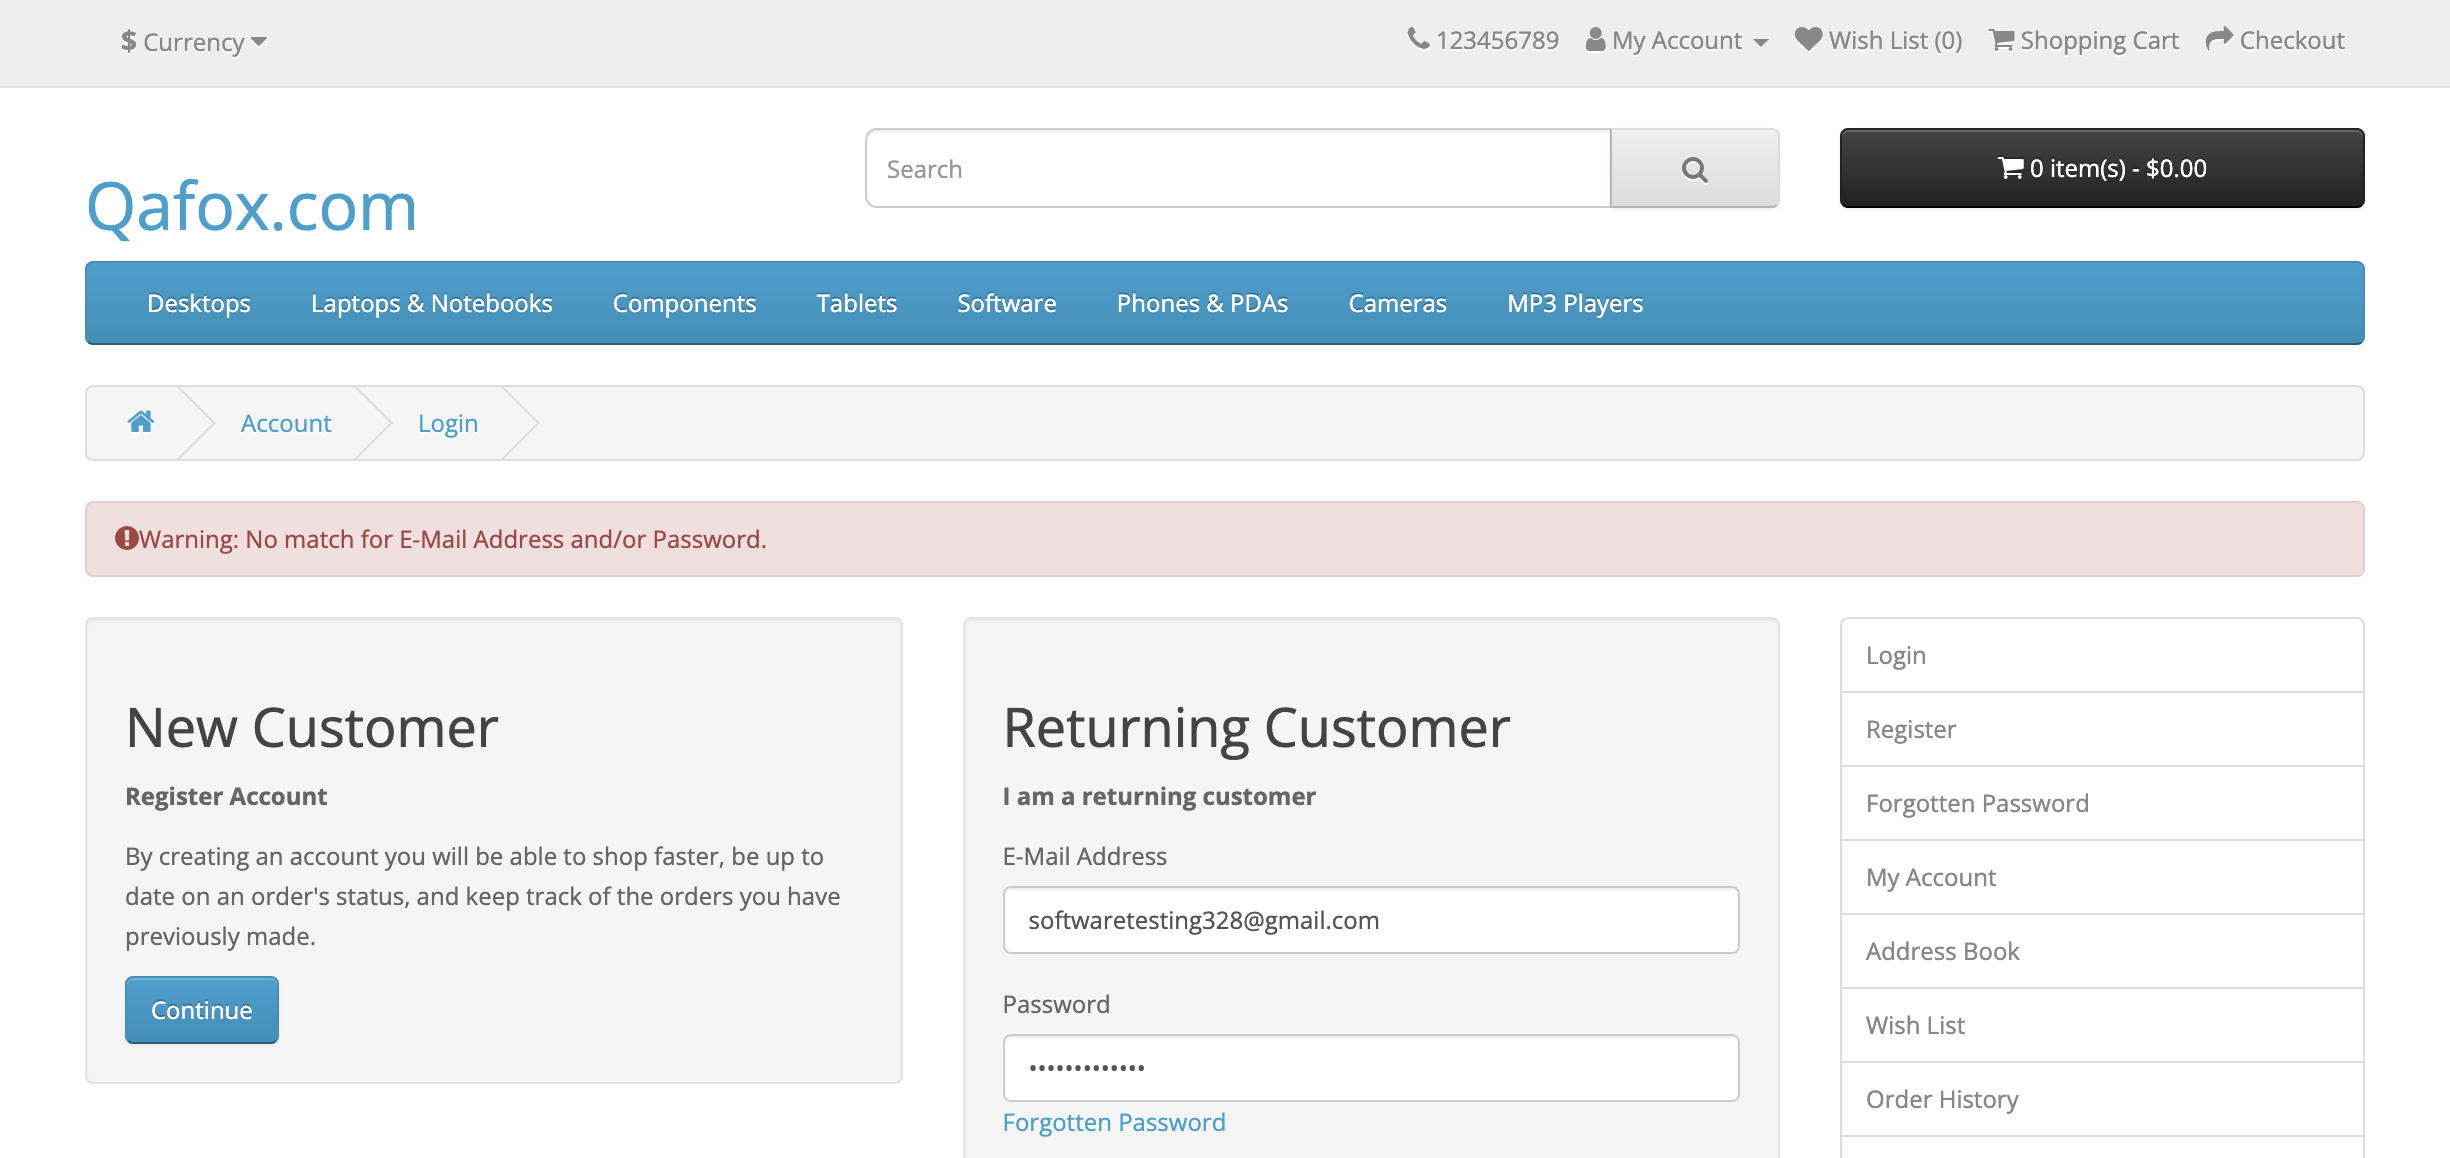 $ Currency
123456789 My Account Wish List (0) Shopping Cart Checkout
Qafox.com
Search
0 item(s) - $0.00
Desktops Laptops & Notebooks Components Tablets Software Phones & PDAs Cameras MP3 Players
Account Login
Warning: No match for E-Mail Address and/or Password.
New Customer
Register Account
By creating an account you will be able to shop faster, be up to
date on an order's status, and keep track of the orders you have
previously made.
Continue
Returning Customer
I am a returning customer
E-Mail Address
softwaretesting328@gmail.com
Password
•••••••••••••
Forgotten Password
Login
Register
Forgotten Password
My Account
Address Book
Wish List
Order History